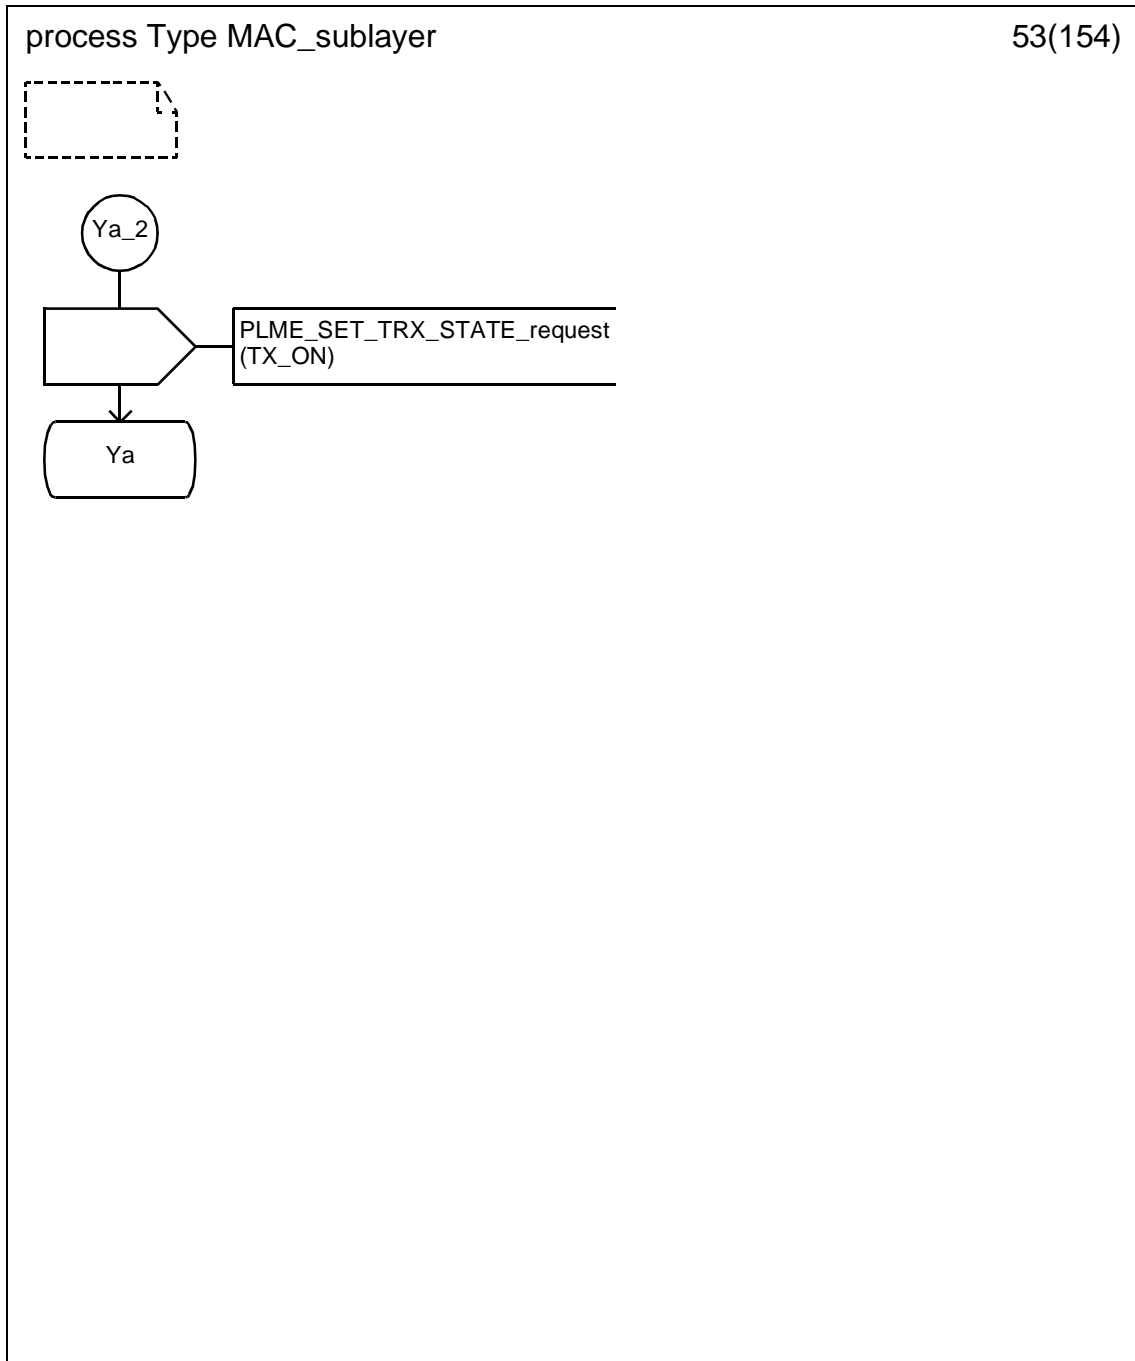 process Type MAC_sublayer 53(154)
Ya_2
PLME_SET_TRX_STATE_request
(TX_ON)
Ya